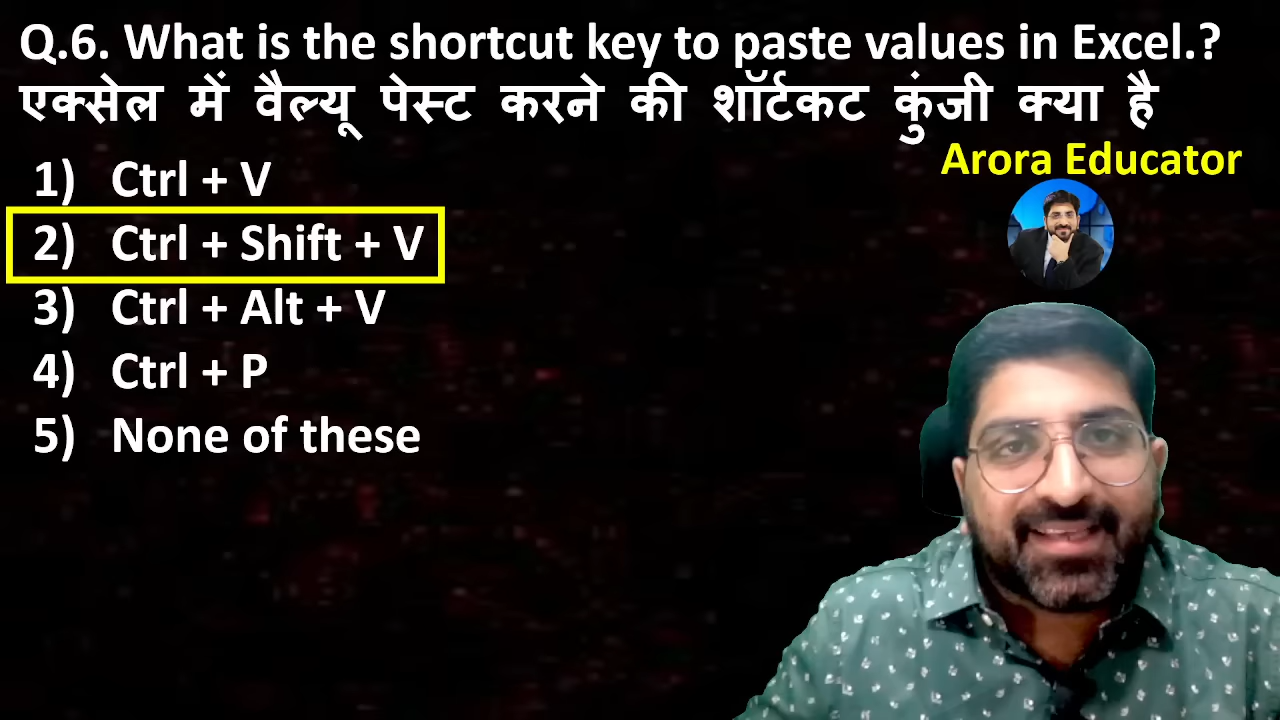 Q.6. What is the shortcut key to paste values in Excel.?
एक्सेल में वैल्यू पेस्ट करने की शॉर्टकट कुंजी क्या है
Arora Educator
1) Ctrl + V
2) Ctrl + Shift + V
3) Ctrl + Alt + V
4) Ctrl + P
5) None of these